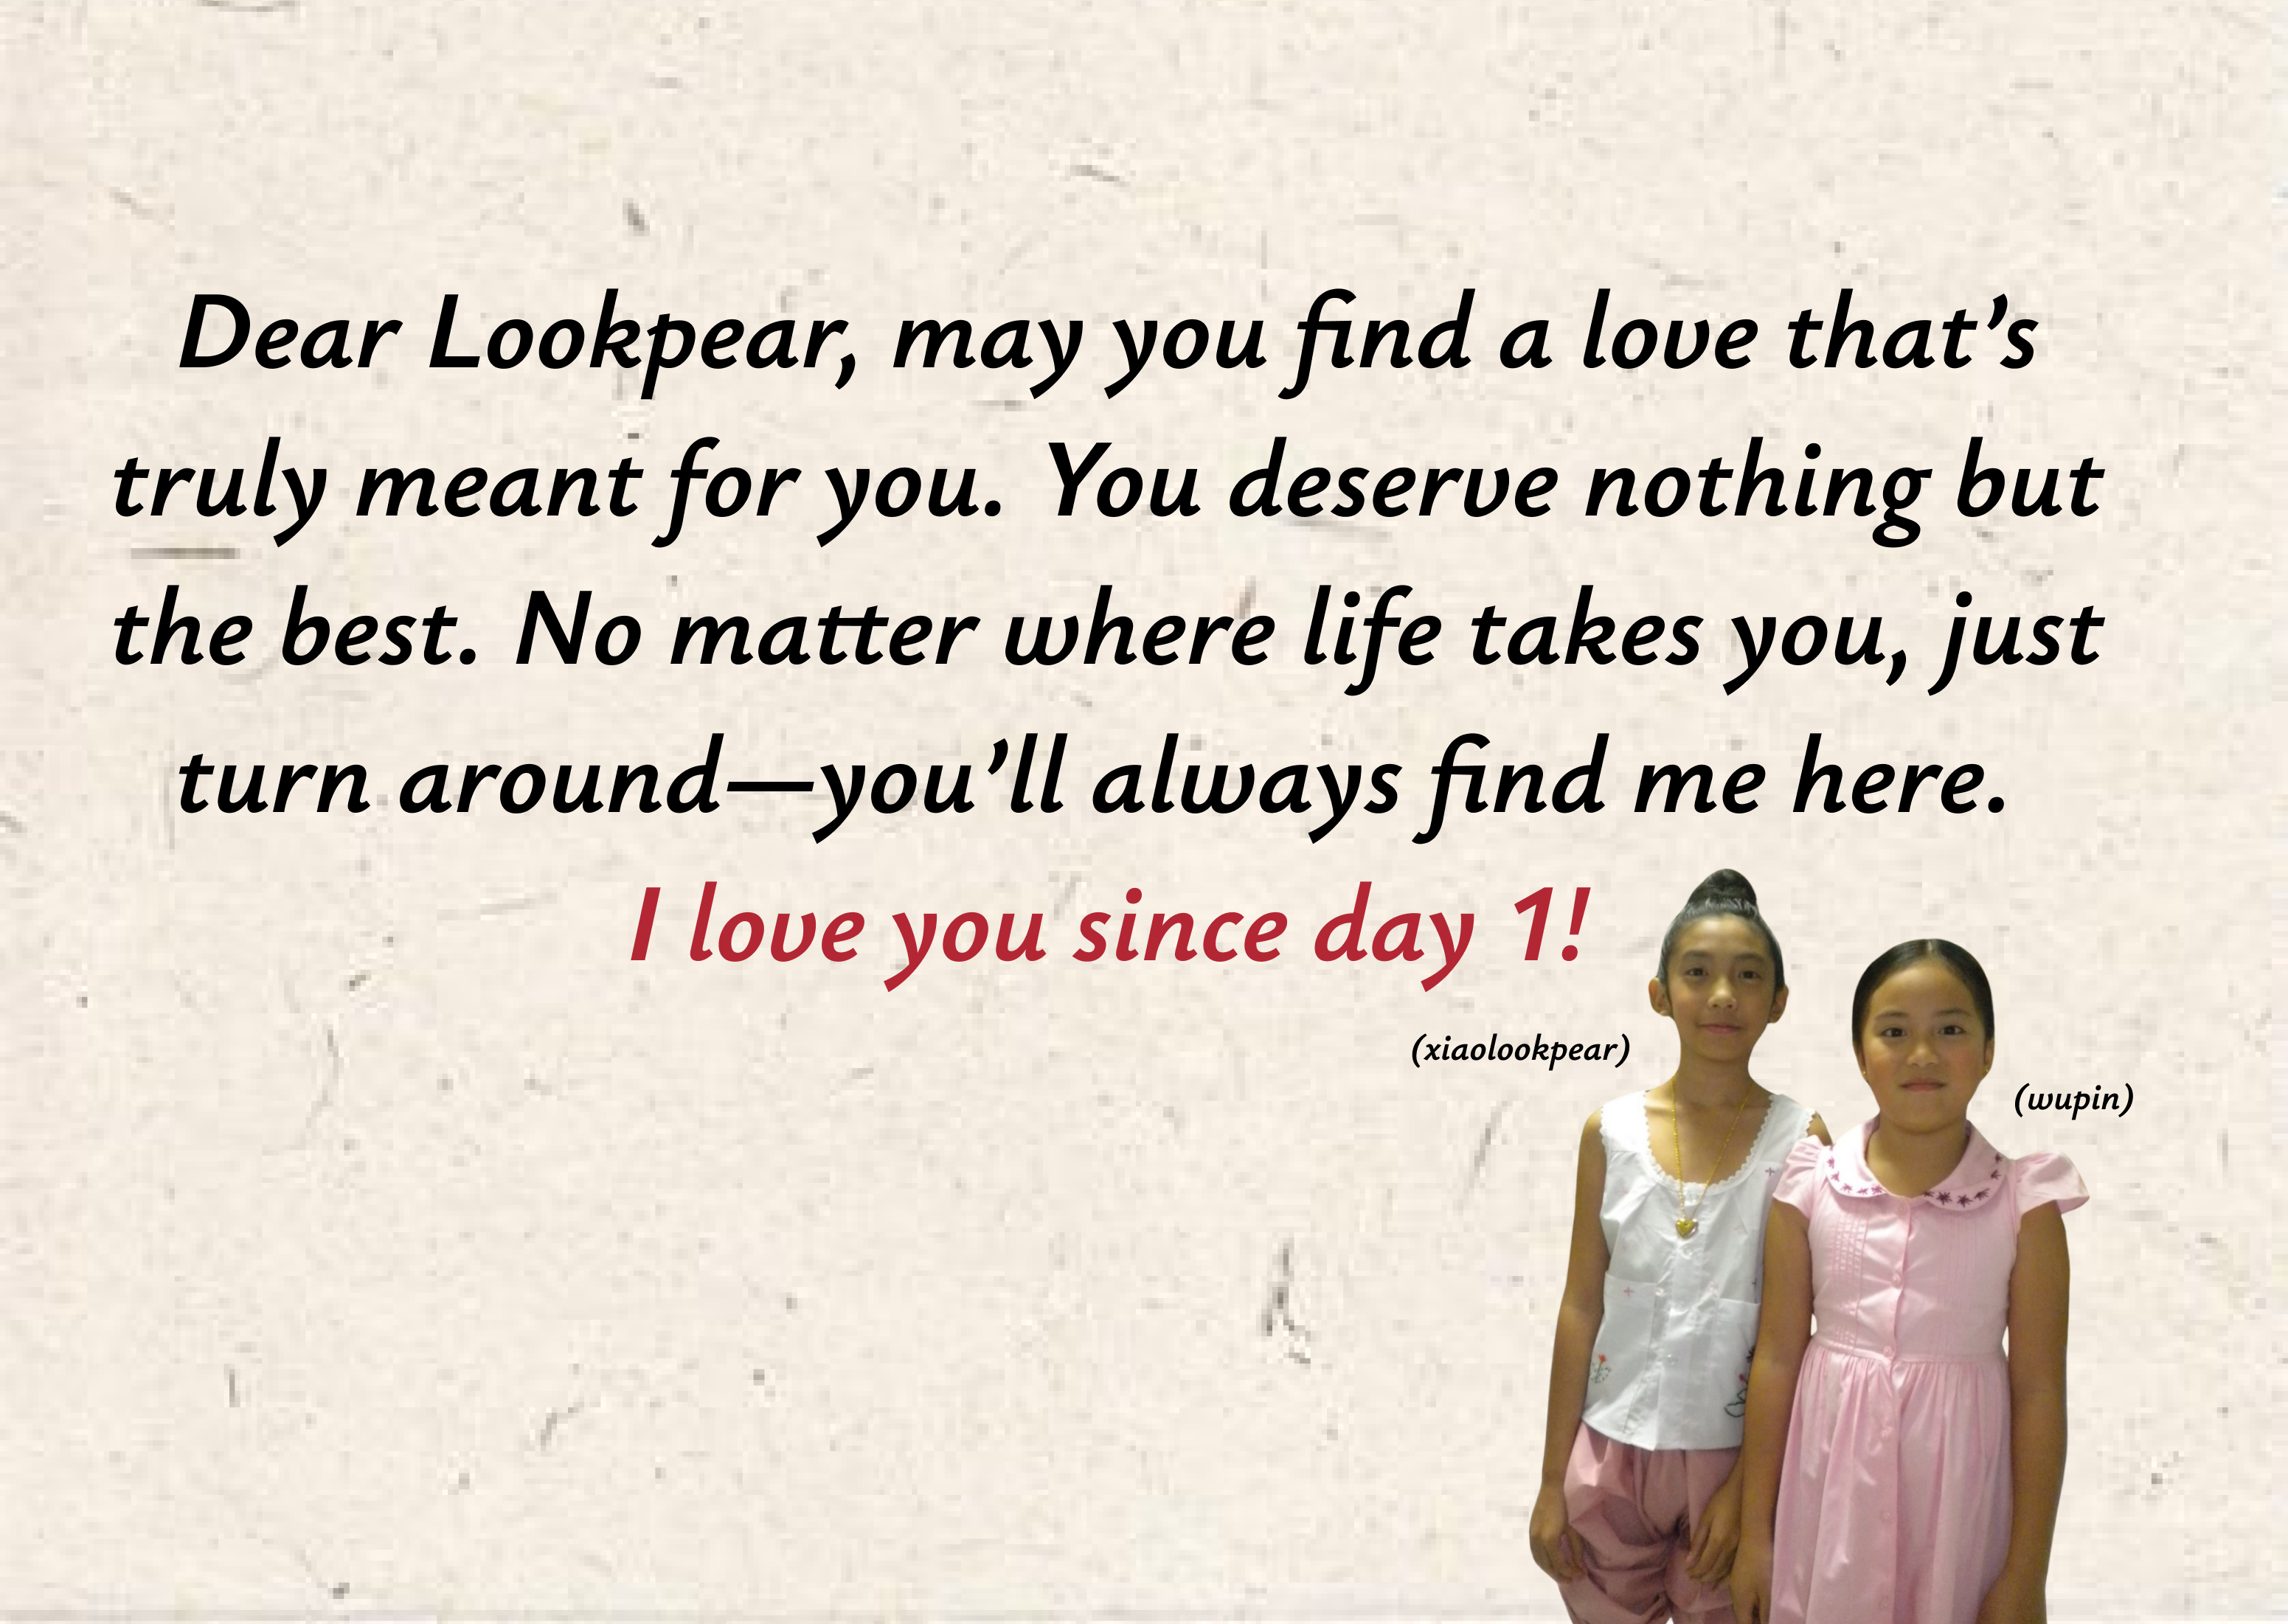 Dear Lookpear, may you find a love that’s
truly meant for you. You deserve nothing but
the best. No matter where life takes you, just
turn around—you’ll always find me here.
I love you since day 1!
(xiaolookpear)
(wupin)